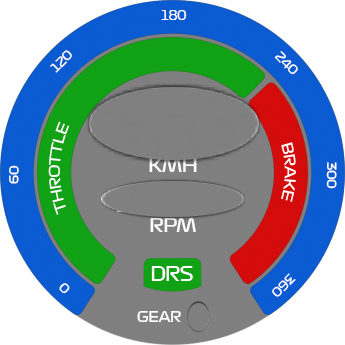 180
120
240
60
300
0
360
THROTTLE
BRAKE
KMH
RPM
DRS
GEAR